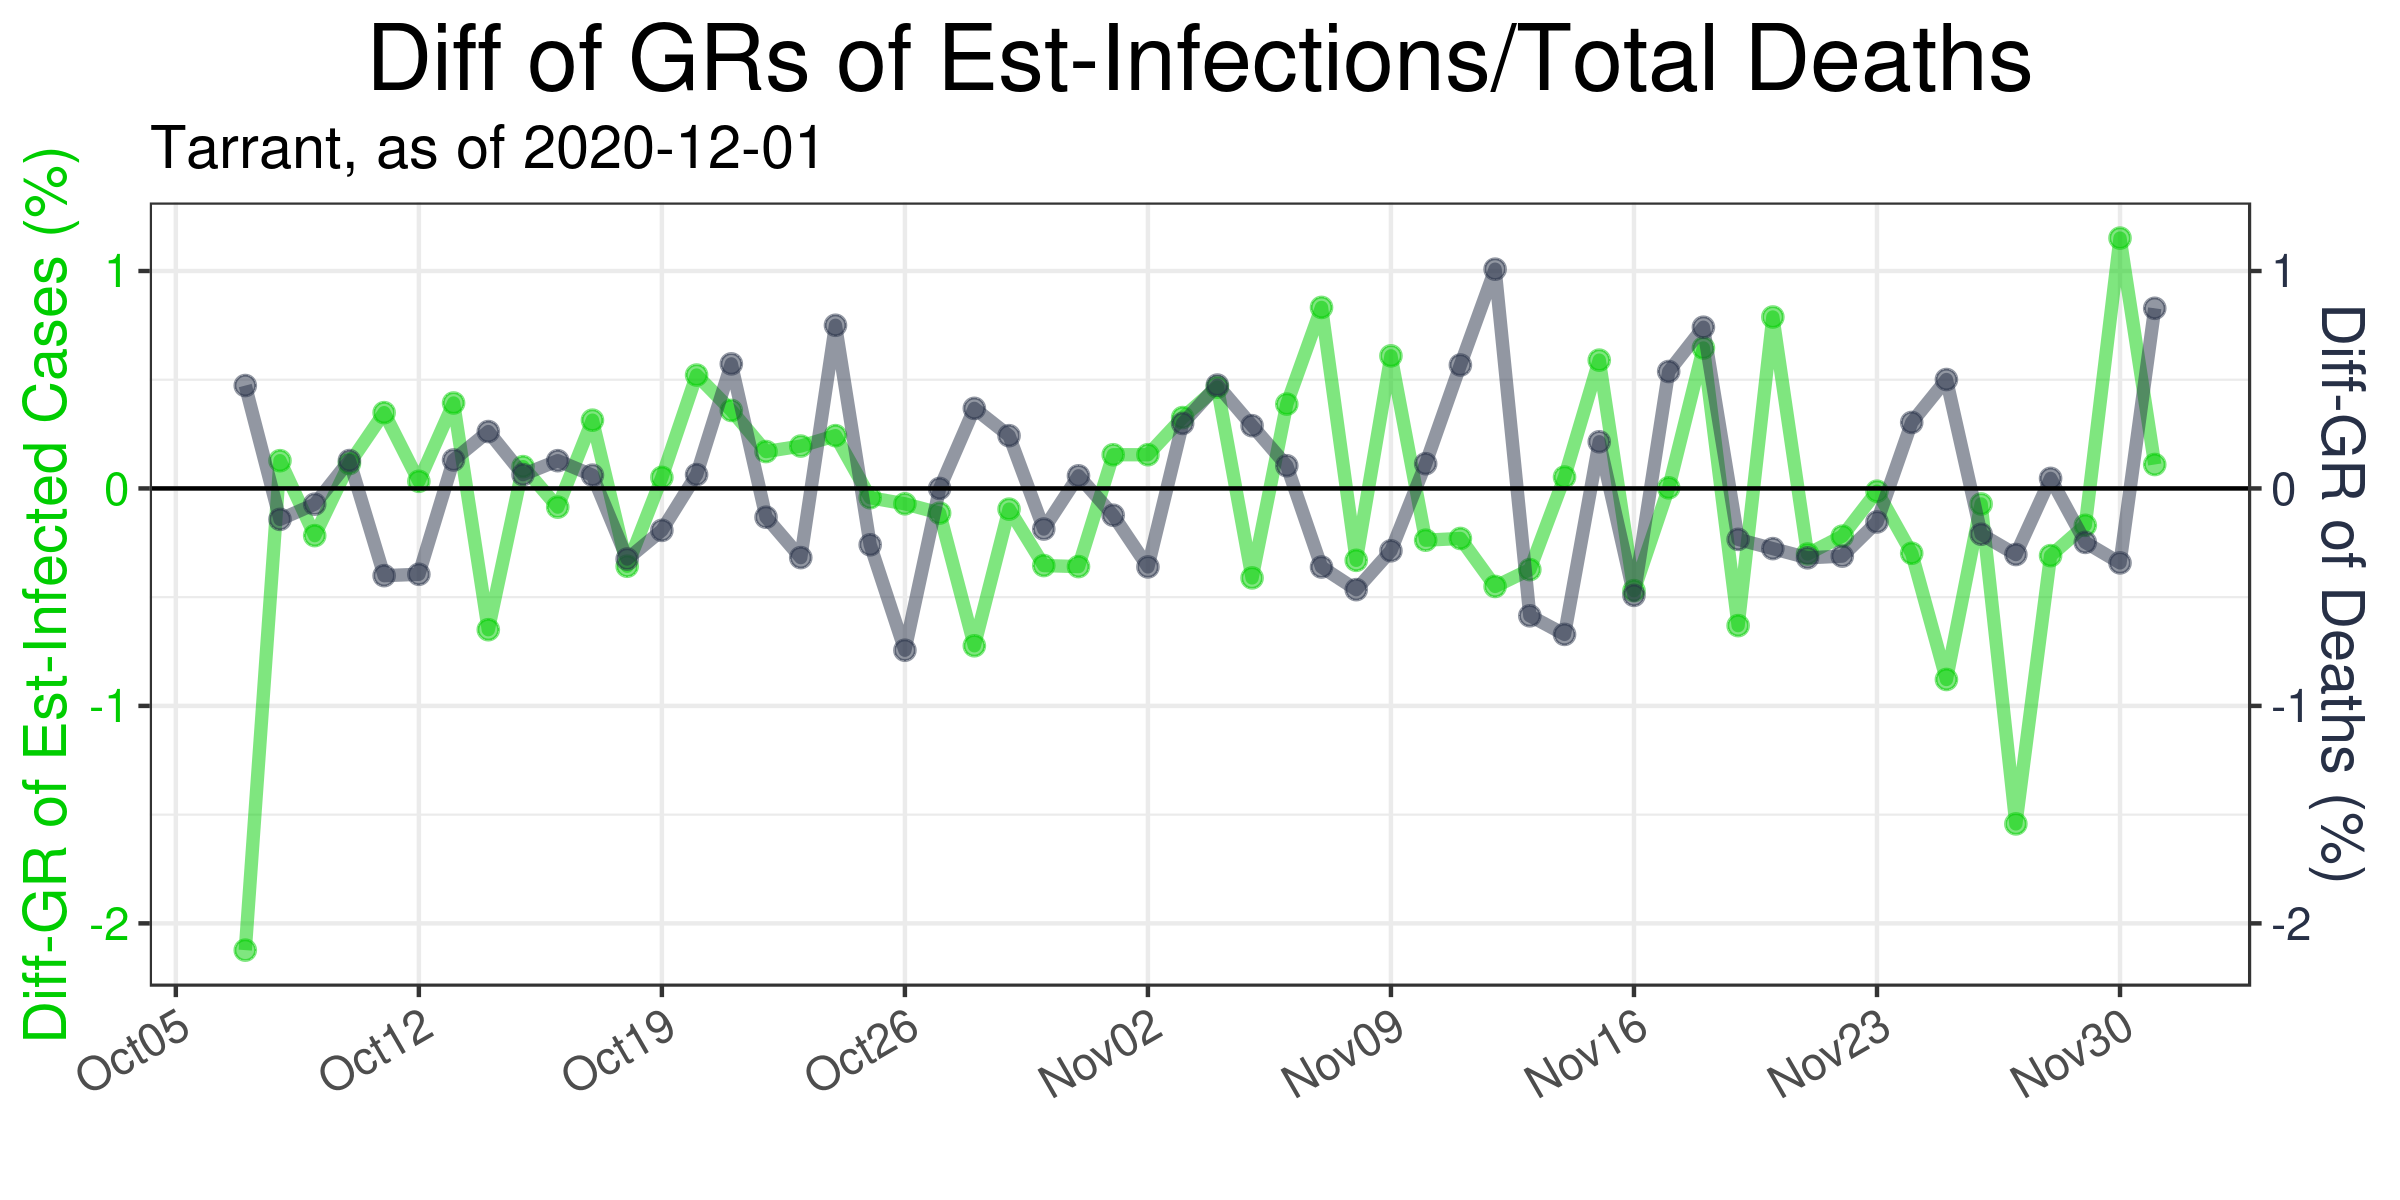 Diff of GRs of Est-Infections/Total Deaths
Tarrant, as of 2020-12-01
Diff-GR of Est-Infected Cases (%)
1
0
-1
-2
1
0
-1
-2
Diff-GR of Deaths (%)
Oct05
Oct12
Oct19
Oct26
Nov02
Nov09
Nov16
Nov23
Nov30